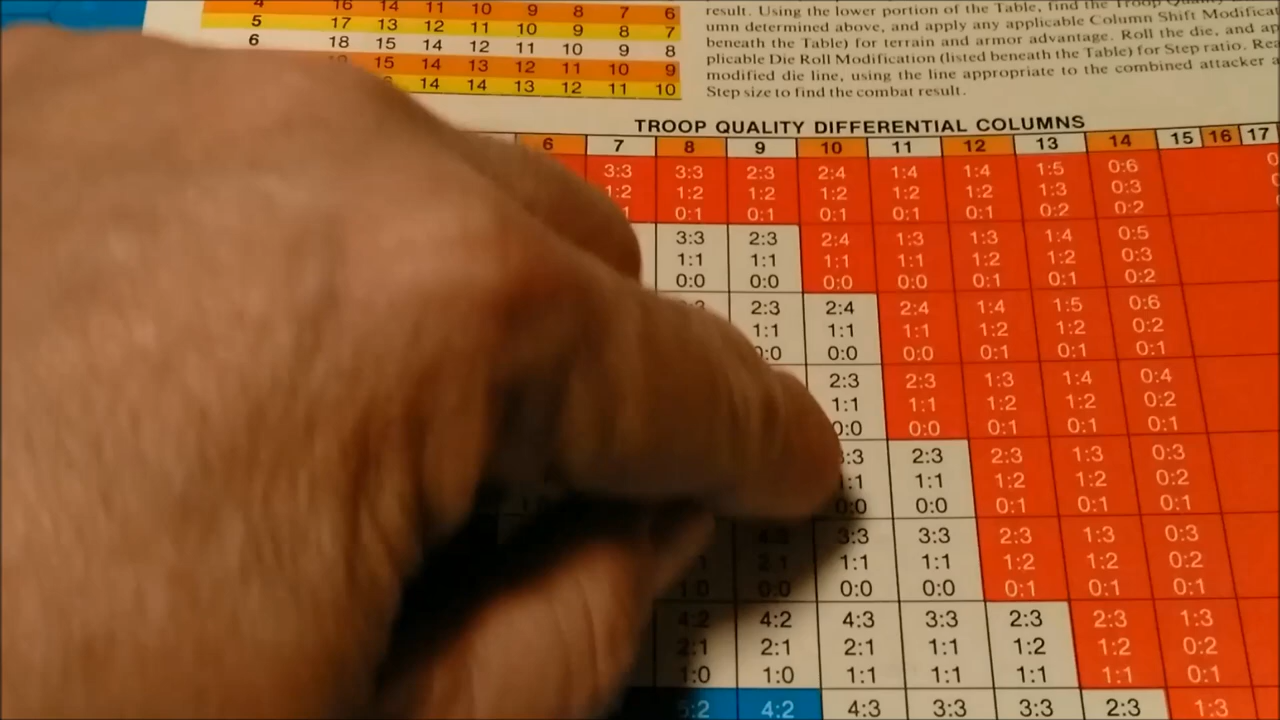 4 16 14 11 10 9 8 7 6
5 17 13 12 11 10 9 8 7
6 18 15 14 12 11 10 9 8
15 14 13 12 11 10 9
14 14 13 12 11 10
result. Using the lower portion of the Table, find the Troop
umn determined above, and apply any applicable Column Shift
beneath the Table) for terrain and armor advantage. Roll the die, and
plicable Die Roll Modification (listed beneath the Table) for Step ratio.
modified die line, using the line appropriate to the combined attacker
Step size to find the combat result.
TROOP QUALITY DIFFERENTIAL COLUMNS
6 7 8 9 10 11 12 13 14 15 16 17
3:3 3:3 2:3 2:4 1:4 1:4 1:5 0:6
1:2 1:2 1:2 1:2 1:2 1:2 1:3 0:3
0:1 0:1 0:1 0:1 0:1 0:2 0:2
3:3 2:3 2:4 1:3 1:3 1:4 0:5
1:1 1:1 1:1 1:1 1:2 1:2 0:3
0:0 0:0 0:0 0:0 0:1 0:1 0:2
2:3 2:4 2:4 1:4 1:5 0:6
1:1 1:1 1:1 1:2 1:2 0:2
0:0 0:0 0:0 0:1 0:1 0:1
2:3 2:3 1:3 1:4 0:4
1:1 1:1 1:2 1:2 0:2
0:0 0:0 0:1 0:1 0:1
2:3 2:3 1:3 0:3
1:1 1:1 1:2 1:2 0:2
0:0 0:0 0:1 0:1 0:1
3:3 3:3 2:3 1:3 0:3
1:1 1:1 1:2 1:2 0:2
0:0 0:0 0:0 0:1 0:1 0:1
4:2 4:2 4:3 3:3 2:3 2:3 1:3
2:1 2:1 2:1 1:1 1:2 1:2 0:2
1:0 1:0 1:1 1:1 1:1 1:1 0:1
5:2 4:2 4:3 3:3 3:3 2:3 1:3